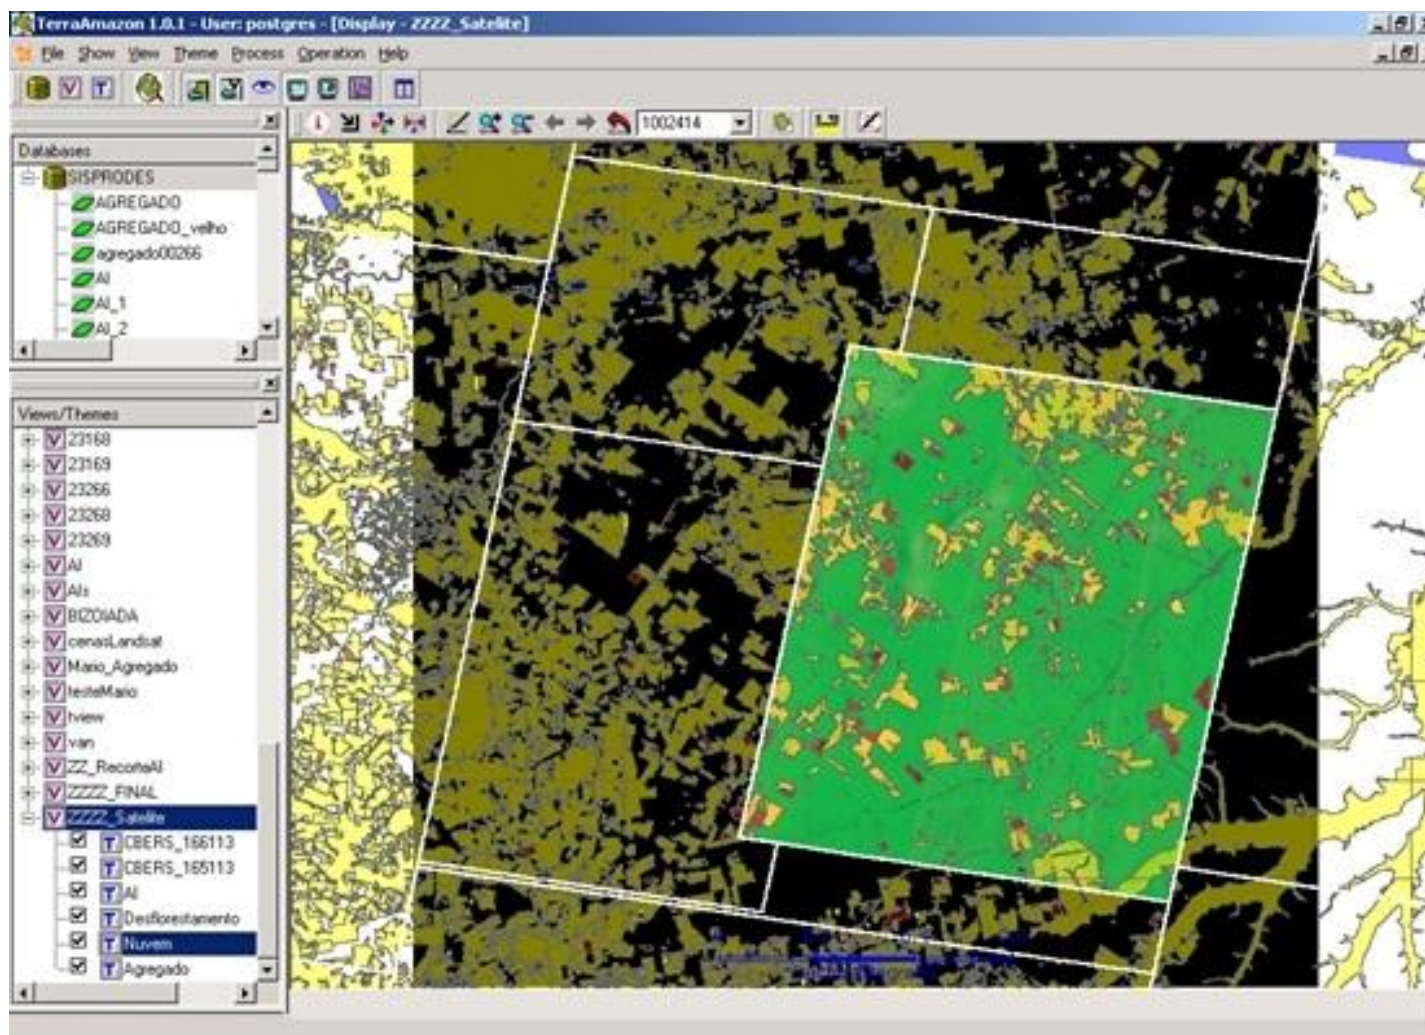 TerraAmazon 1.0.1 - User: postgres - [Display - ZZZZ_Satelite]
File Show View Theme Process Operation Help
1002414
Databases
SISPRODES
AGREGADO
AGREGADO_velho
agregado00266
AI
AI_1
AI_2
Views/Themes
23168
23169
23266
23268
23269
AI
AIs
BIZOIADA
cenasLandsat
Mario_Agregado
testeMario
tview
van
ZZ_RecorteAI
ZZZZ_FINAL
ZZZZ_Satelite
CBERS_166113
CBERS_165113
AI
Desflorestamento
Nuvem
Agregado